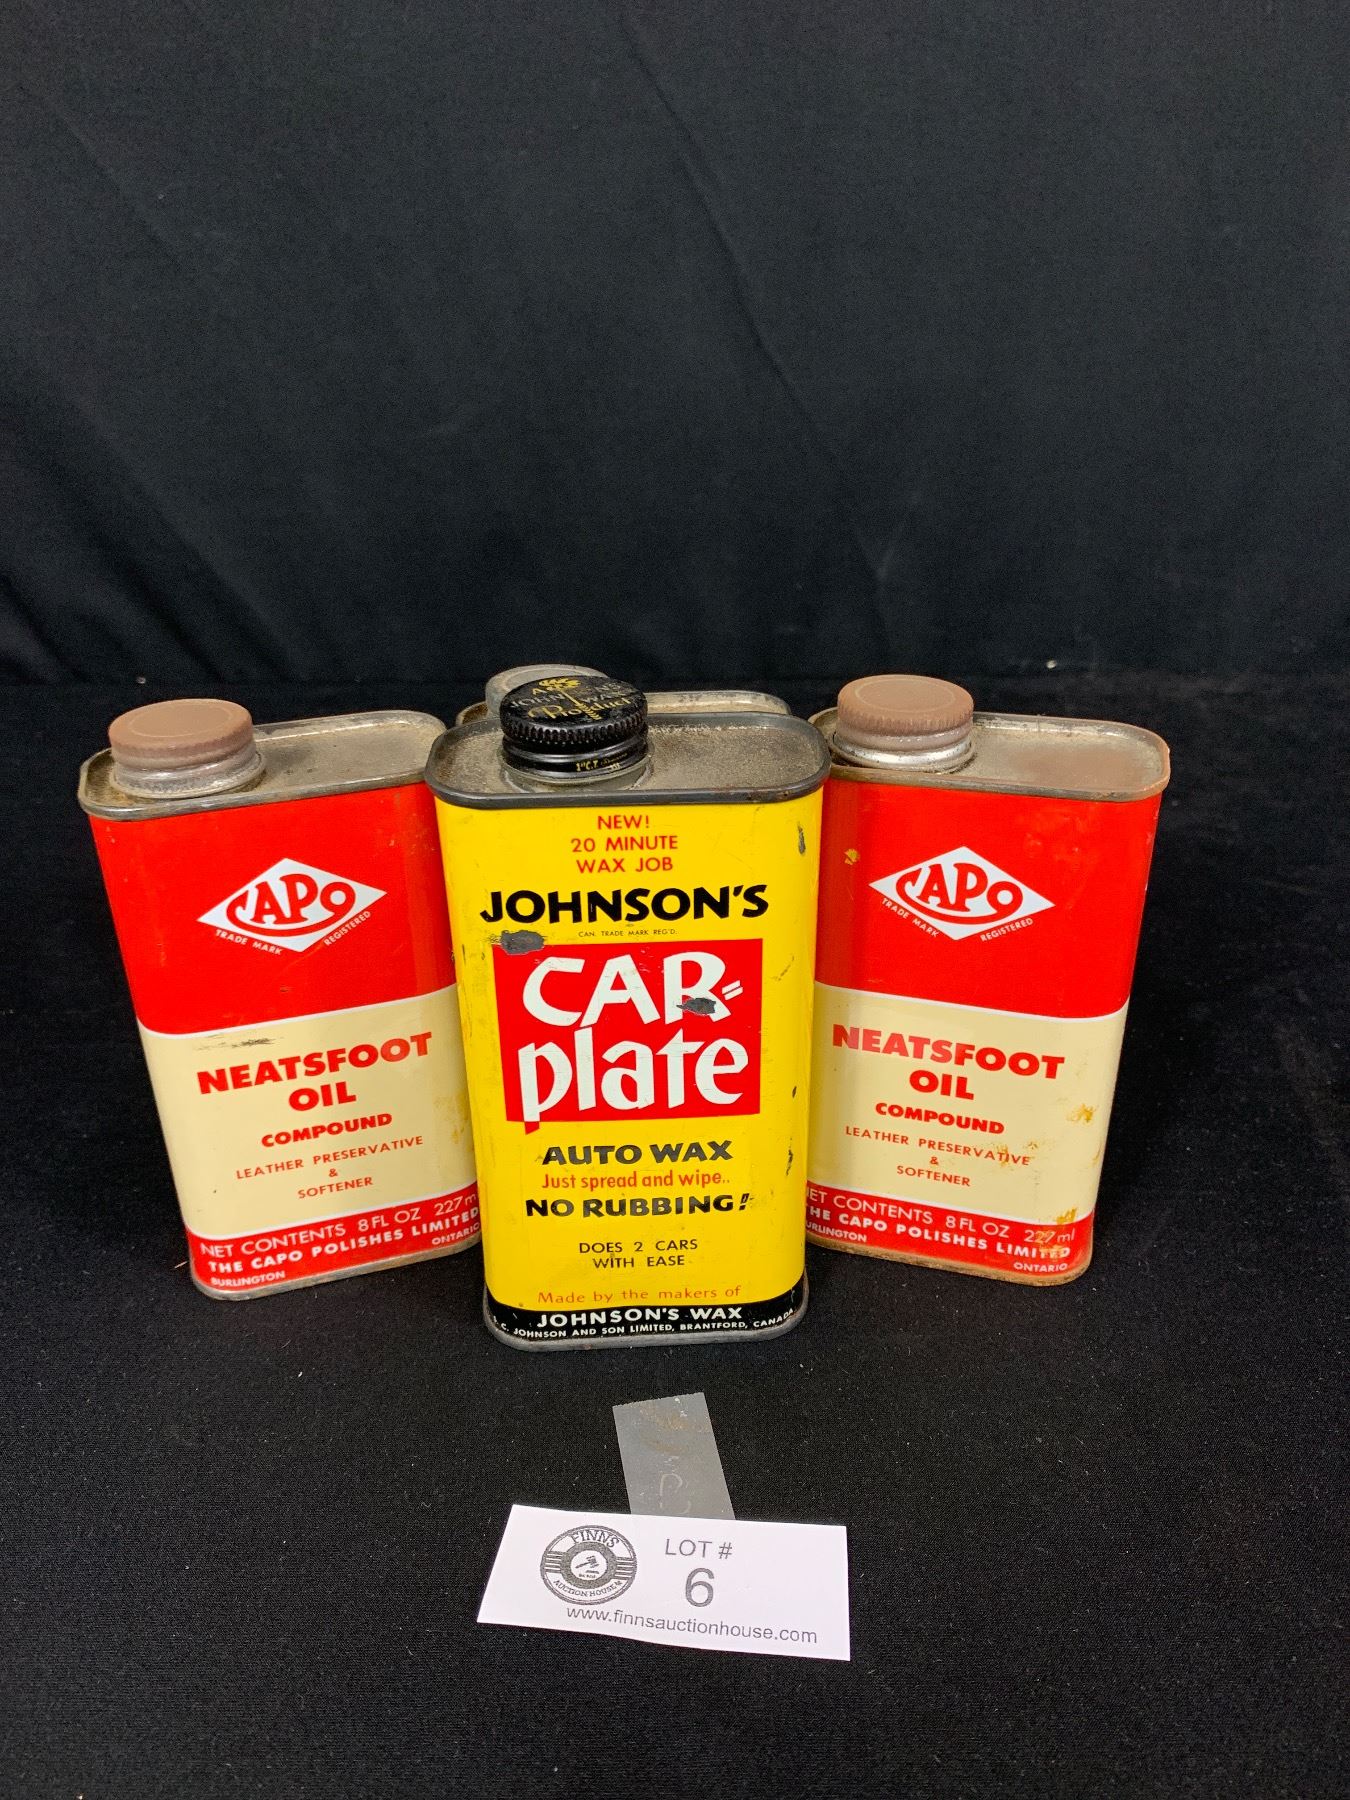 CAPO
TRADE MARK REGISTERED
NEATSFOOT
OIL
COMPOUND
LEATHER PRESERVATIVE
&
SOFTENER
NET CONTENTS 8 FL OZ 227 m
THE CAPO POLISHES LIMITED
BURLINGTON ONTARIO
NEW!
20 MINUTE
WAX JOB
JOHNSON'S
CAN. TRADE MARK REG'D.
CAR-
plate
AUTO WAX
Just spread and wipe..
NO RUBBING!
DOES 2 CARS
WITH EASE
Made by the makers of
JOHNSON'S WAX
S. C. JOHNSON AND SON LIMITED, BRANTFORD, CANADA
CAPO
TRADE MARK REGISTERED
NEATSFOOT
OIL
COMPOUND
LEATHER PRESERVATIVE
&
SOFTENER
NET CONTENTS 8 FL OZ 227 ml
THE CAPO POLISHES LIMITED
BURLINGTON ONTARIO
FINNS
AUCTION HOUSE
LOT #
6
www.finnsauctionhouse.com